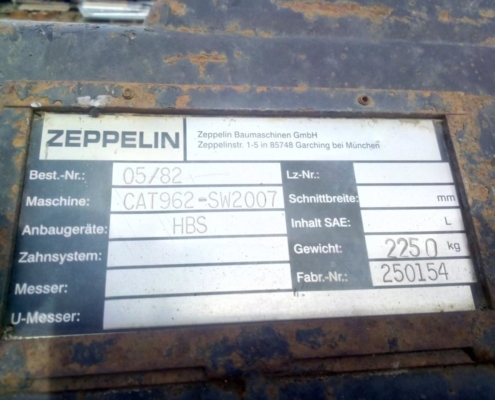 ZEPPELIN
Zeppelin Baumaschinen GmbH
Zeppelinstr. 1-5 in 85748 Garching bei München
Best.-Nr.: 05/82 Lz-Nr.:
Maschine: CAT962-SW2007 Schnittbreite: mm
Anbaugeräte: HBS Inhalt SAE: L
Zahnsystem: Gewicht: 2250 kg
Messer: Fabr.-Nr.: 250154
U-Messer: